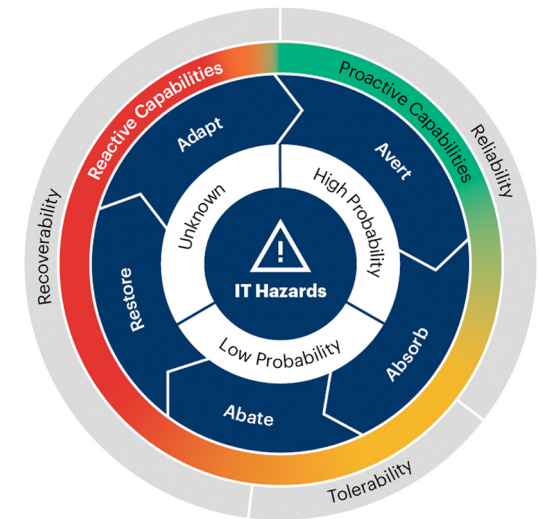 Reactive Capabilities
Proactive Capabilities
Reliability
Tolerability
Recoverability
Adapt
Avert
Absorb
Abate
Restore
Unknown
High Probability
Low Probability
!
IT Hazards